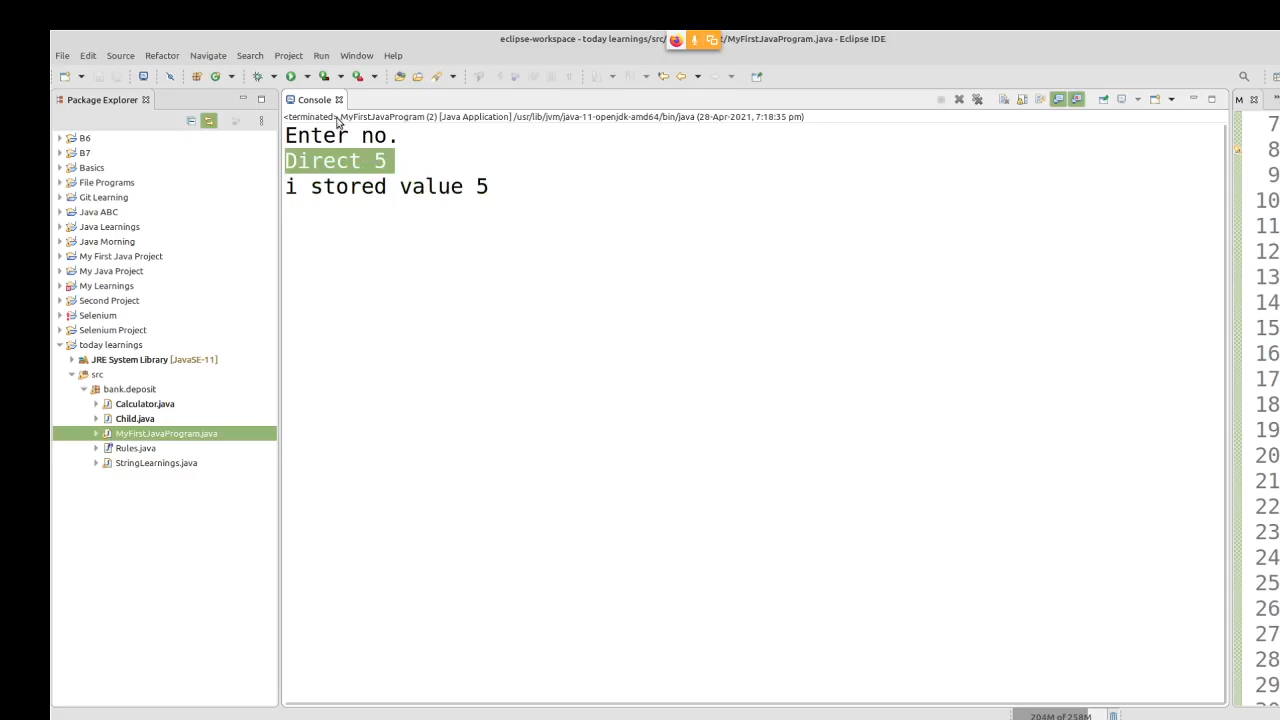 eclipse-workspace - today learnings/src/ t/MyFirstJavaProgram.java - Eclipse IDE
File Edit Source Refactor Navigate Search Project Run Window Help
Package Explorer
Console
M
<terminated> MyFirstJavaProgram (2) [Java Application] /usr/lib/jvm/java-11-openjdk-amd64/bin/java (28-Apr-2021, 7:18:35 pm)
Enter no.
Direct 5
i stored value 5
B6
B7
Basics
File Programs
Git Learning
Java ABC
Java Learnings
Java Morning
My First Java Project
My Java Project
My Learnings
Second Project
Selenium
Selenium Project
today learnings
JRE System Library [JavaSE-11]
src
bank.deposit
Calculator.java
Child.java
MyFirstJavaProgram.java
Rules.java
StringLearnings.java
7
8
9
10
11
12
13
14
15
16
17
18
19
20
21
22
23
24
25
26
27
28
29
204M of 258M